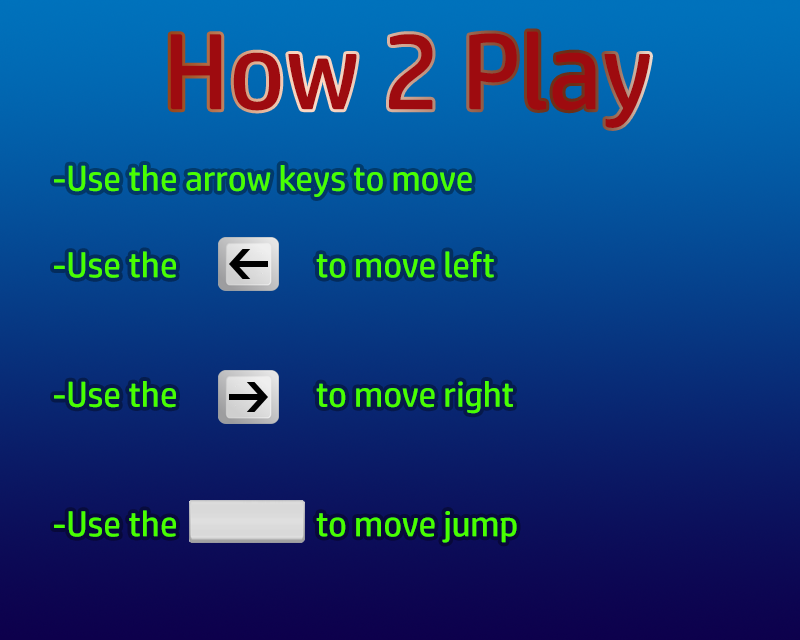 How 2 Play
-Use the arrow keys to move
-Use the ← to move left
-Use the → to move right
-Use the to move jump